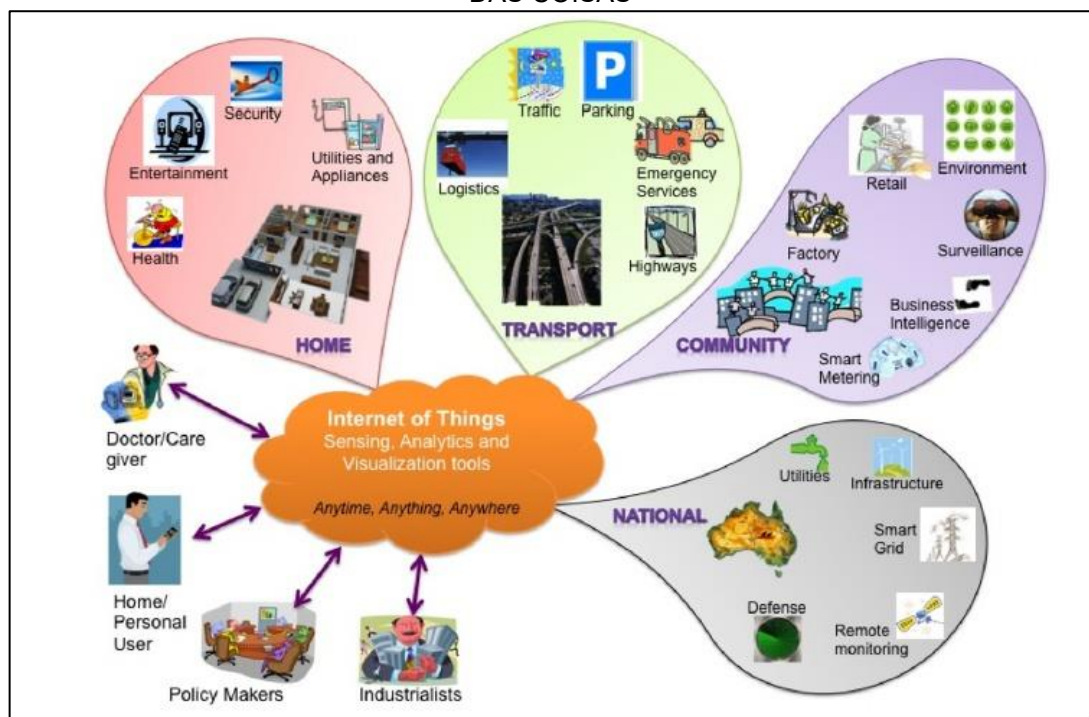 DAS COISAS
Security
Entertainment
Utilities and
Appliances
Health
HOME
Traffic
P
Parking
Logistics
Emergency
Services
Highways
TRANSPORT
Retail
Environment
Factory
Surveillance
Business
Intelligence
COMMUNITY
Smart
Metering
Doctor/Care
giver
Internet of Things
Sensing, Analytics and
Visualization tools
Anytime, Anything, Anywhere
Home/
Personal
User
Policy Makers
Industrialists
Utilities
Infrastructure
NATIONAL
Smart
Grid
Defense
Remote
monitoring